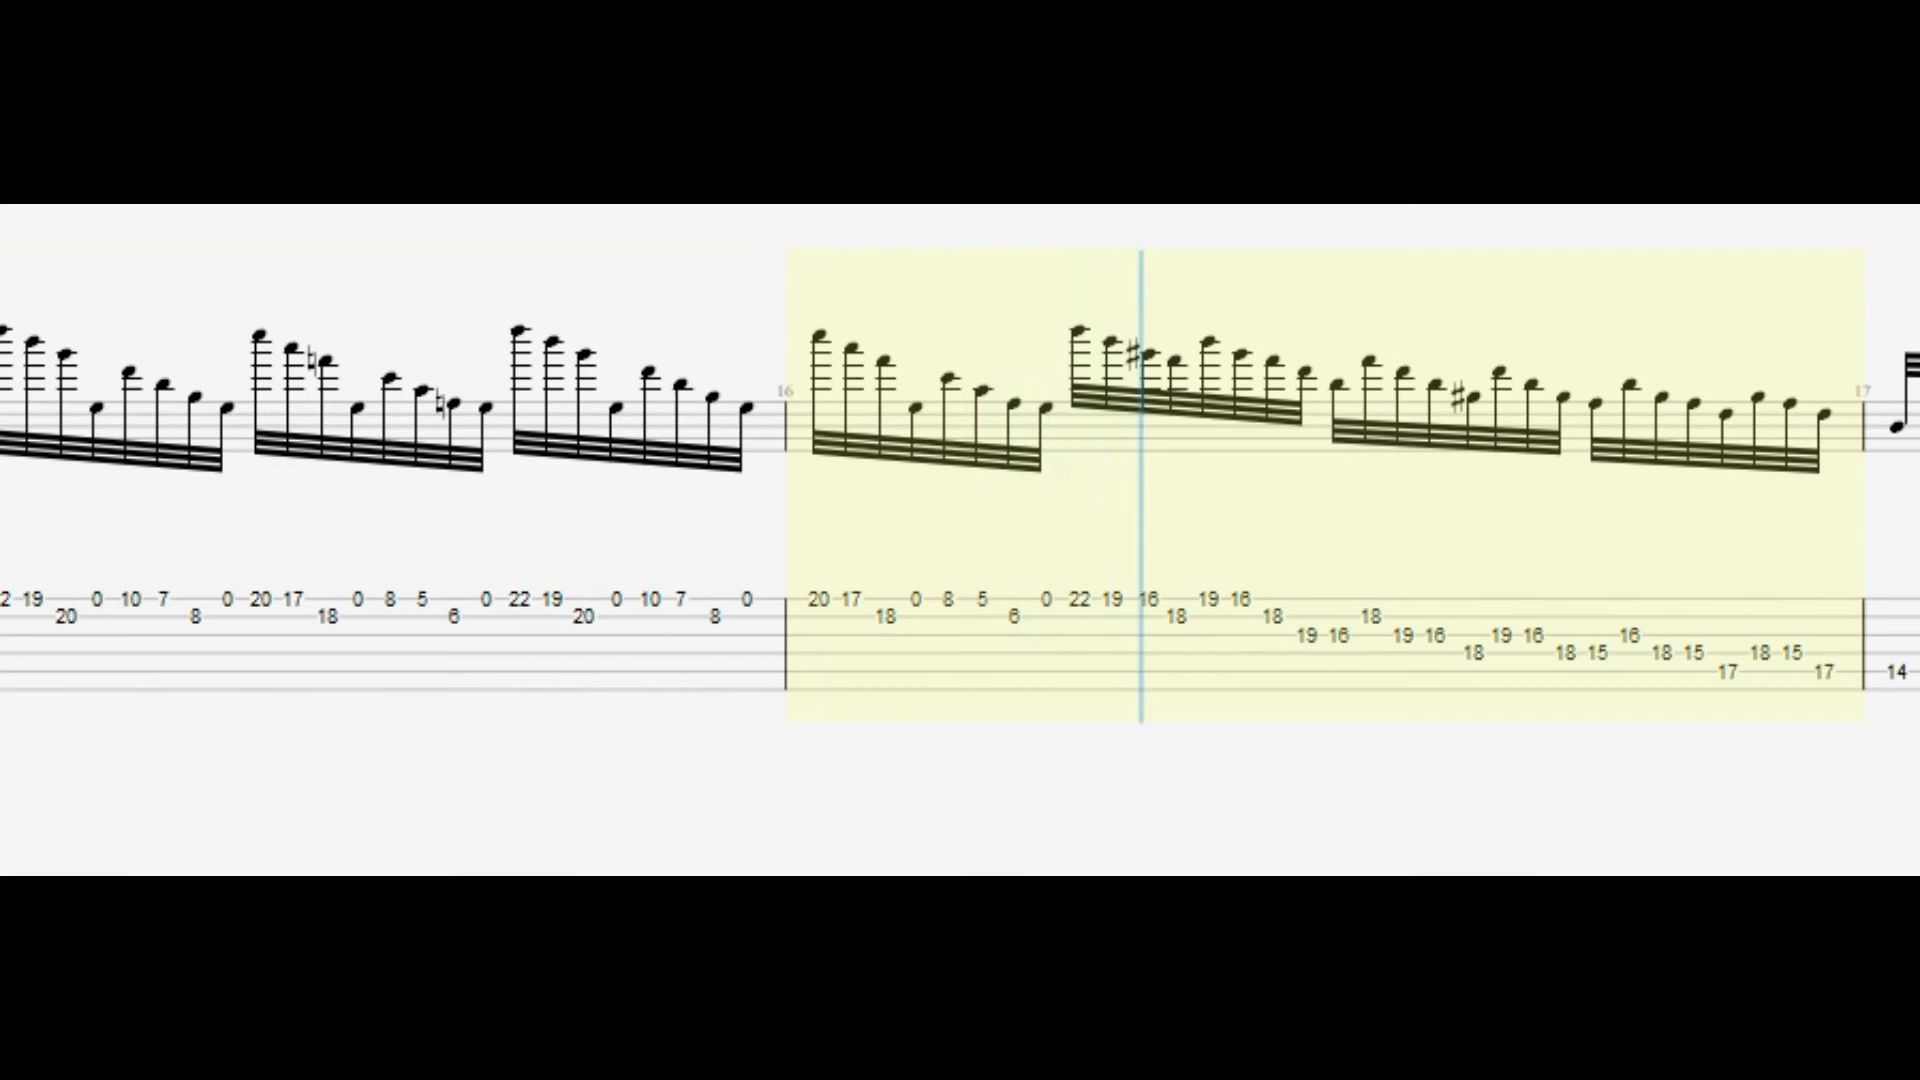 16 17
2 19 0 10 7 0 20 17 0 8 5 0 22 19 0 10 7 0 20 17 0 8 5 0 22 19 16 19 16
20 8 18 6 20 8 18 6 18 18 18
19 16 19 16 19 16 16
18 18 15 18 15 18 15
17 17 14